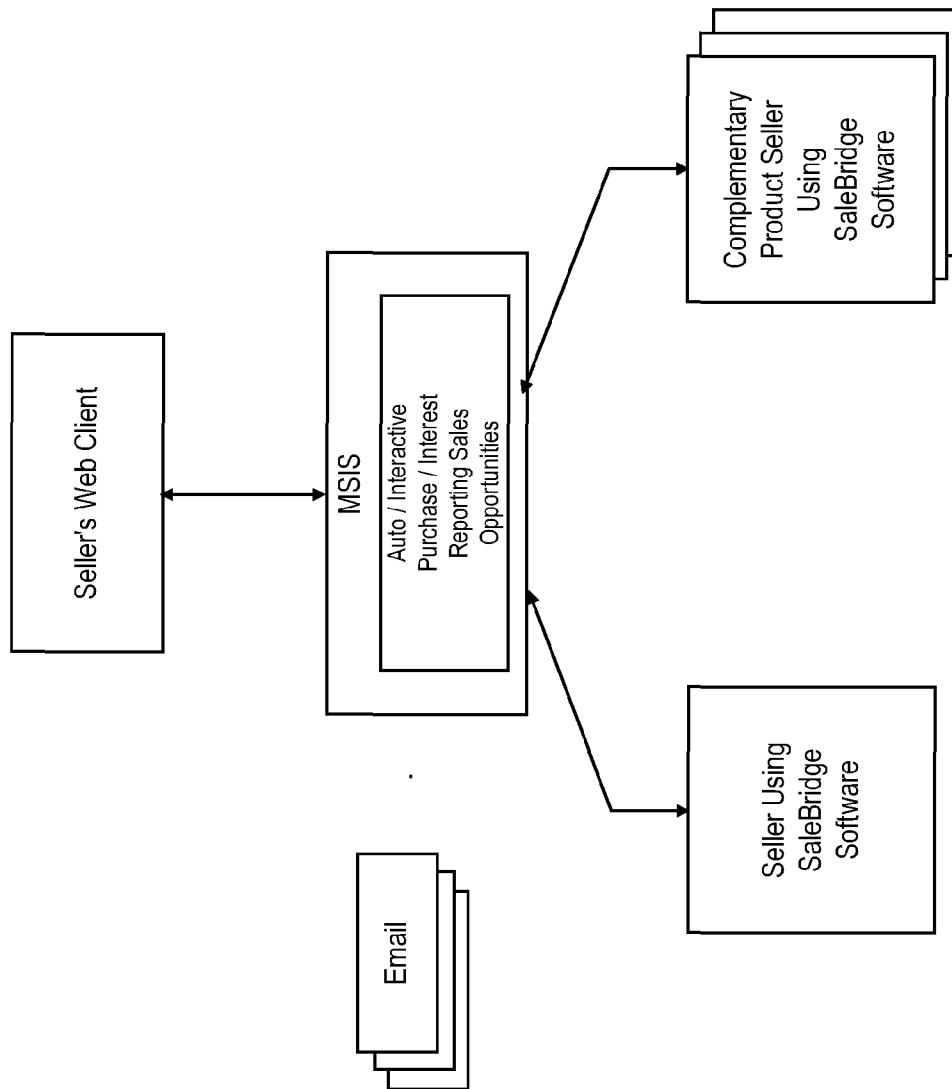 Seller's Web Client
MSIS
Auto / Interactive
Purchase / Interest
Reporting Sales
Opportunities
Email
Seller Using
SaleBridge
Software
Complementary
Product Seller
Using
SaleBridge
Software